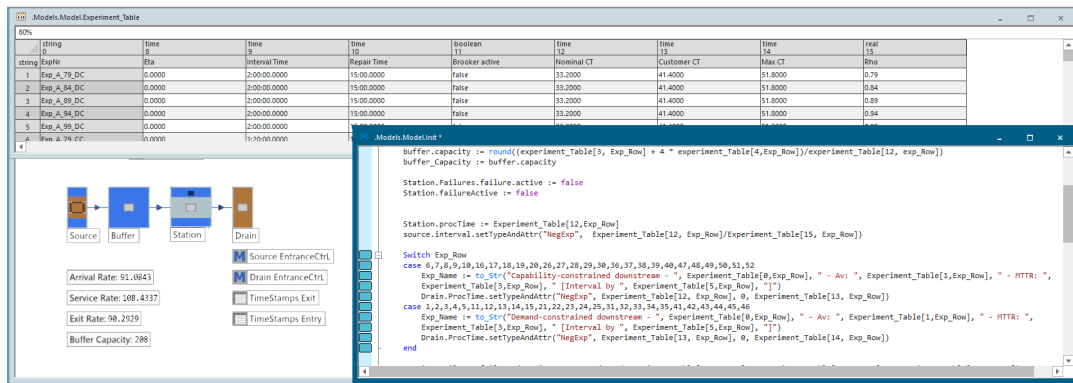 .Models.Model.Experiment_Table
80%
string time time time boolean time time time real
0 8 9 10 11 12 13 14 15
string ExpNr Eta Interval Time Repair Time Brooker active Nominal CT Customer CT Max CT Rho
1 Exp_A_79_DC 0.0000 2:00:00.0000 15:00.0000 false 33.2000 41.4000 51.8000 0.79
2 Exp_A_84_DC 0.0000 2:00:00.0000 15:00.0000 false 33.2000 41.4000 51.8000 0.84
3 Exp_A_89_DC 0.0000 2:00:00.0000 15:00.0000 false 33.2000 41.4000 51.8000 0.89
4 Exp_A_94_DC 0.0000 2:00:00.0000 15:00.0000 false 33.2000 41.4000 51.8000 0.94
5 Exp_A_99_DC 0.0000 2:00:00.0000
6 Exp_A_79_CC 0.0000 1:20:00.0000
M .Models.Model.Init *
buffer.capacity := round((experiment_Table[3, Exp_Row] + 4 * experiment_Table[4,Exp_Row])/experiment_Table[12, exp_Row])
buffer_Capacity := buffer.capacity
Station.Failures.failure.active := false
Station.failureActive := false
Station.procTime := Experiment_Table[12,Exp_Row]
source.interval.setTypeAndAttr("NegExp", Experiment_Table[12, Exp_Row]/Experiment_Table[15, Exp_Row])
Switch Exp_Row
case 6,7,8,9,10,16,17,18,19,20,26,27,28,29,30,36,37,38,39,40,47,48,49,50,51,52
Exp_Name := to_Str("Capability-constrained downstream - ", Experiment_Table[0,Exp_Row], " - Av: ", Experiment_Table[1,Exp_Row], " - MTTR: ",
Experiment_Table[3,Exp_Row], " [Interval by ", Experiment_Table[5,Exp_Row], "]")
Drain.ProcTime.setTypeAndAttr("NegExp", Experiment_Table[12, Exp_Row], 0, Experiment_Table[13, Exp_Row])
case 1,2,3,4,5,11,12,13,14,15,21,22,23,24,25,31,32,33,34,35,41,42,43,44,45,46
Exp_Name := to_Str("Demand-constrained downstream - ", Experiment_Table[0,Exp_Row], " - Av: ", Experiment_Table[1,Exp_Row], " - MTTR: ",
Experiment_Table[3,Exp_Row], " [Interval by ", Experiment_Table[5,Exp_Row], "]")
Drain.ProcTime.setTypeAndAttr("NegExp", Experiment_Table[13, Exp_Row], 0, Experiment_Table[14, Exp_Row])
end
Source Buffer Station Drain
M Source EntranceCtrL
Arrival Rate: 91.0843
M Drain EntranceCtrL
Service Rate: 108.4337
TimeStamps Exit
Exit Rate: 90.2929
TimeStamps Entry
Buffer Capacity: 208